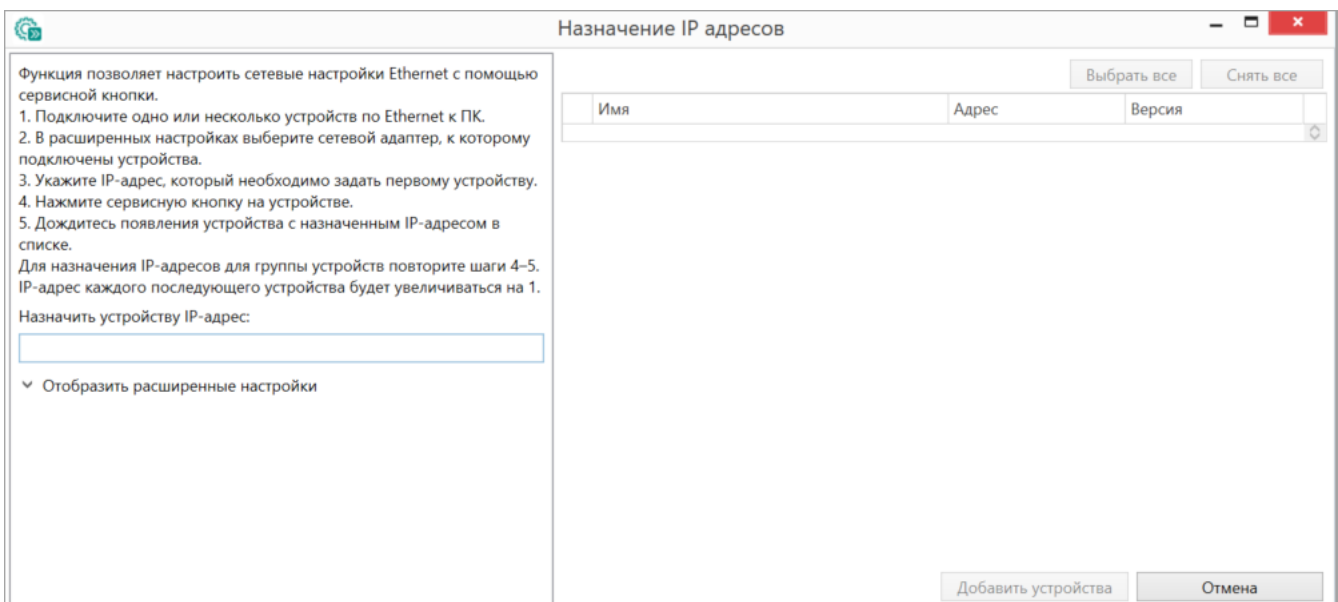 Назначение IP адресов
Функция позволяет настроить сетевые настройки Ethernet с помощью
сервисной кнопки.
1. Подключите одно или несколько устройств по Ethernet к ПК.
2. В расширенных настройках выберите сетевой адаптер, к которому
подключены устройства.
3. Укажите IP-адрес, который необходимо задать первому устройству.
4. Нажмите сервисную кнопку на устройстве.
5. Дождитесь появления устройства с назначенным IP-адресом в
списке.
Для назначения IP-адресов для группы устройств повторите шаги 4–5.
IP-адрес каждого последующего устройства будет увеличиваться на 1.
Назначить устройству IP-адрес:
Отобразить расширенные настройки
Выбрать все Снять все
Имя Адрес Версия
Добавить устройства Отмена